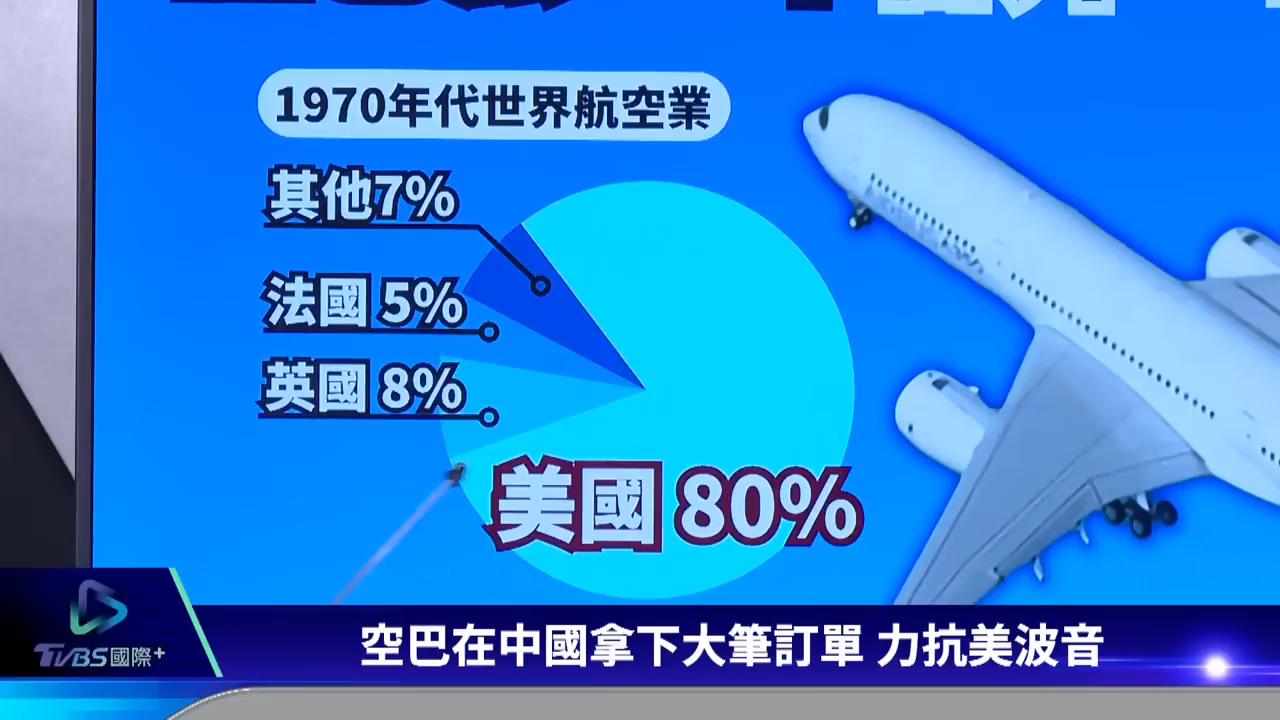 1970年代世界航空業
其他7%
法國 5%
英國 8%
美國 80%
TVBS國際+
空巴在中國拿下大筆訂單 力抗美波音